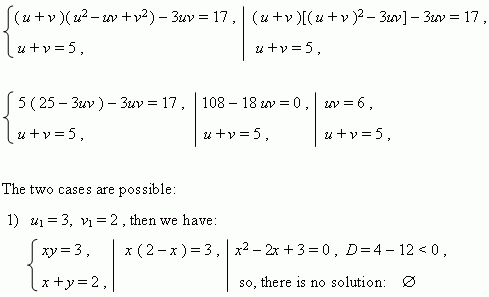 ( u + v )( u² – uv + v² ) – 3uv = 17 , | ( u + v )[( u + v )² – 3uv] – 3uv = 17 ,
u + v = 5 , | u + v = 5 ,
5 ( 25 – 3uv ) – 3uv = 17 , | 108 – 18 uv = 0 , | uv = 6 ,
u + v = 5 , | u + v = 5 , | u + v = 5 ,
The two cases are possible:
1) u₁ = 3, v₁ = 2 , then we have:
xy = 3 , | x ( 2 – x ) = 3 , | x² – 2x + 3 = 0 , D = 4 – 12 < 0 ,
x + y = 2 , | so, there is no solution: ∅